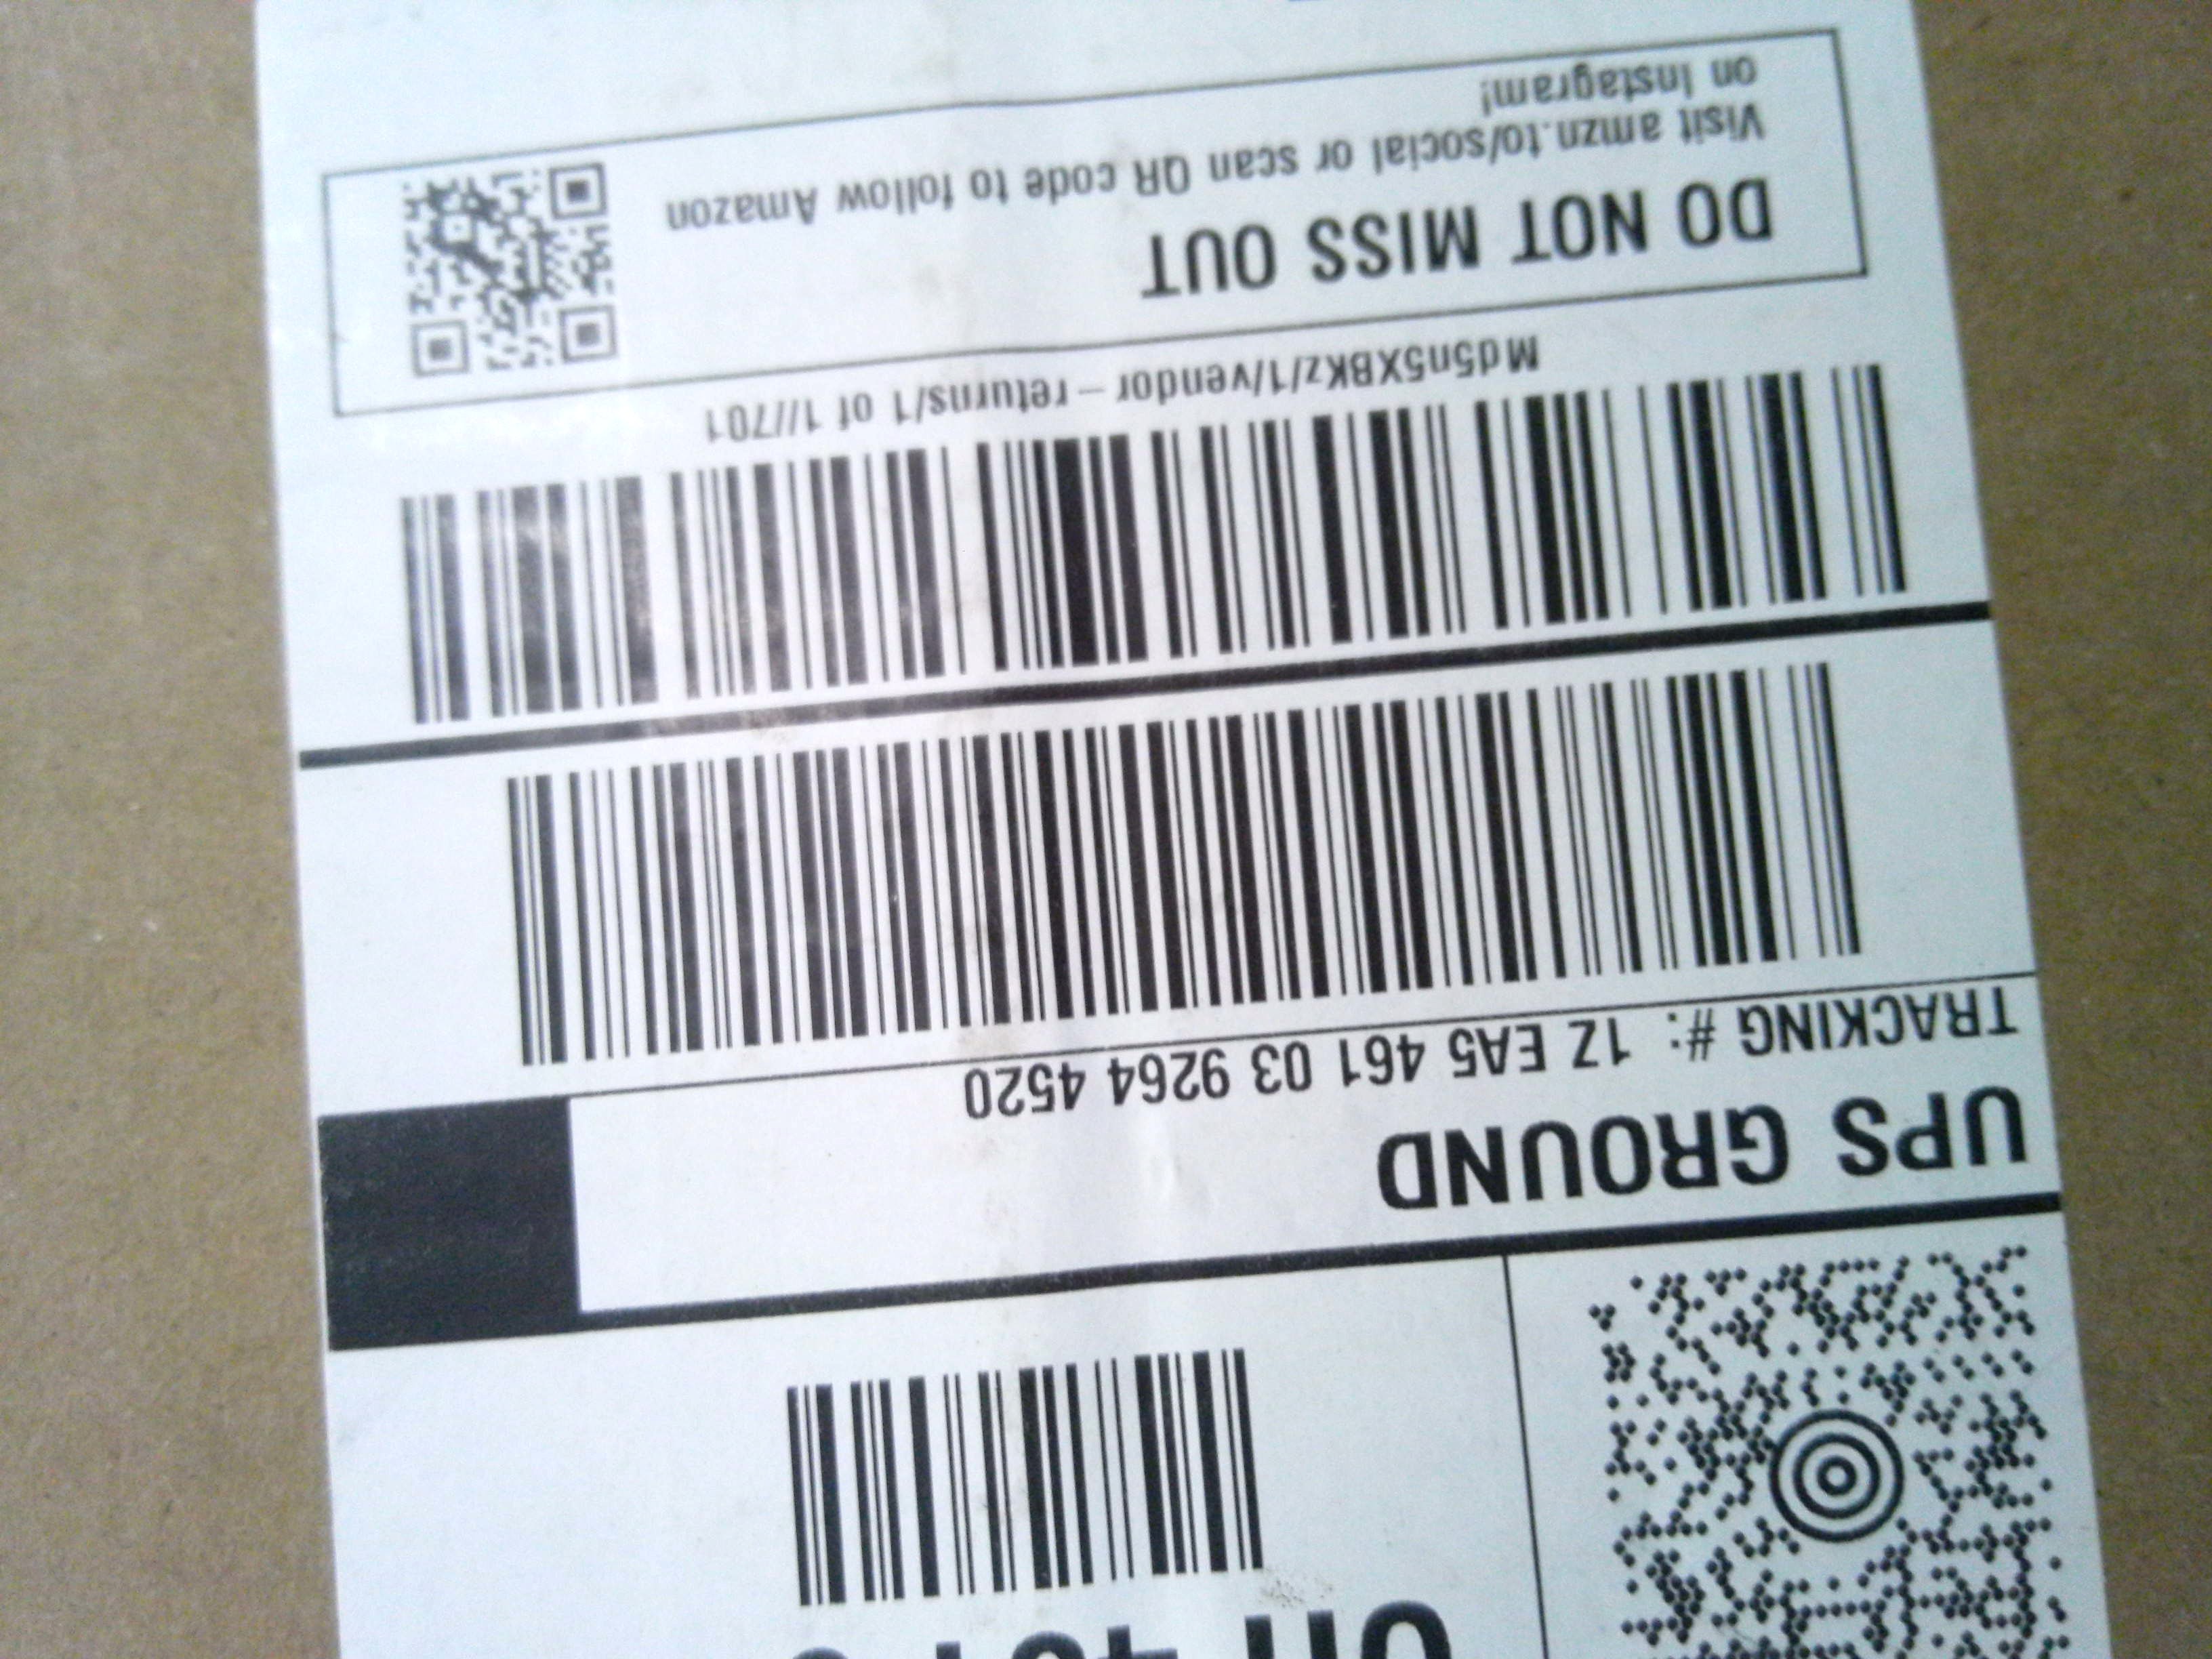 UPS GROUND
TRACKING #: 1Z EA5 461 03 9264 4520
Md5n5XBKz/1/vendor-returns/1 of 1//701
DO NOT MISS OUT
Visit amzn.to/social or scan QR code to follow Amazon
on Instagram!